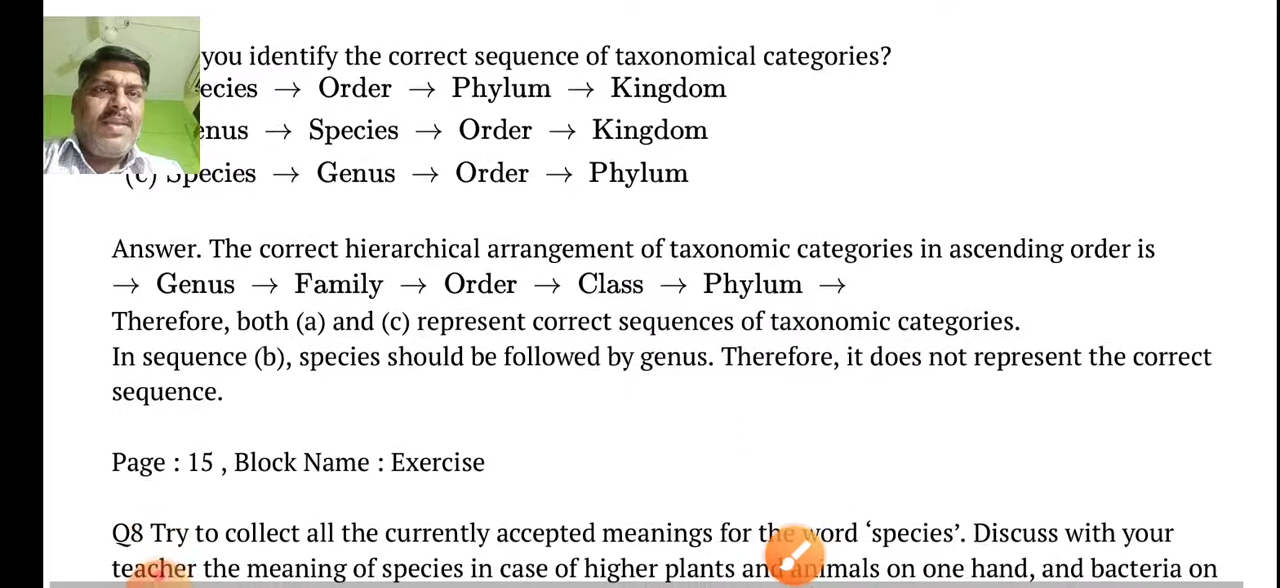 you identify the correct sequence of taxonomical categories?
ecies → Order → Phylum → Kingdom
enus → Species → Order → Kingdom
(c) Species → Genus → Order → Phylum
Answer. The correct hierarchical arrangement of taxonomic categories in ascending order is
→ Genus → Family → Order → Class → Phylum →
Therefore, both (a) and (c) represent correct sequences of taxonomic categories.
In sequence (b), species should be followed by genus. Therefore, it does not represent the correct
sequence.
Page : 15 , Block Name : Exercise
Q8 Try to collect all the currently accepted meanings for the word ‘species’. Discuss with your
teacher the meaning of species in case of higher plants and animals on one hand, and bacteria on